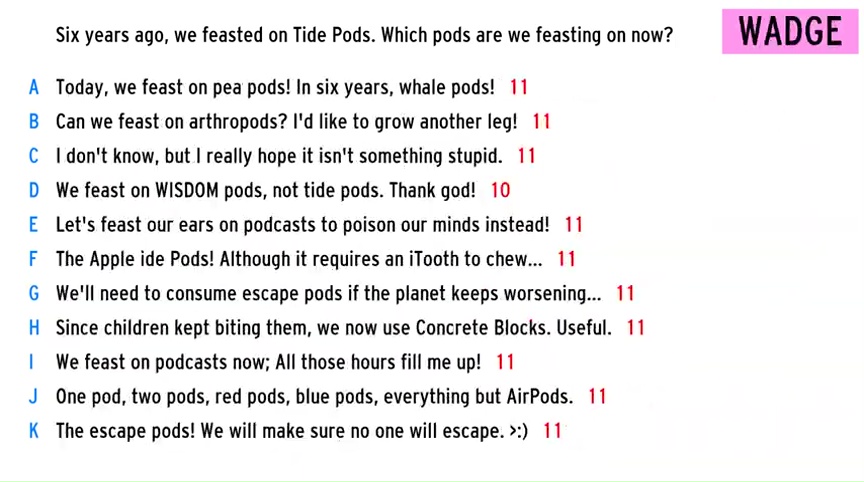 Six years ago, we feasted on Tide Pods. Which pods are we feasting on now?
WADGE
A Today, we feast on pea pods! In six years, whale pods! 11
B Can we feast on arthropods? I'd like to grow another leg! 11
C I don't know, but I really hope it isn't something stupid. 11
D We feast on WISDOM pods, not tide pods. Thank god! 10
E Let's feast our ears on podcasts to poison our minds instead! 11
F The Apple ide Pods! Although it requires an iTooth to chew... 11
G We'll need to consume escape pods if the planet keeps worsening... 11
H Since children kept biting them, we now use Concrete Blocks. Useful. 11
I We feast on podcasts now; All those hours fill me up! 11
J One pod, two pods, red pods, blue pods, everything but AirPods. 11
K The escape pods! We will make sure no one will escape. >:) 11